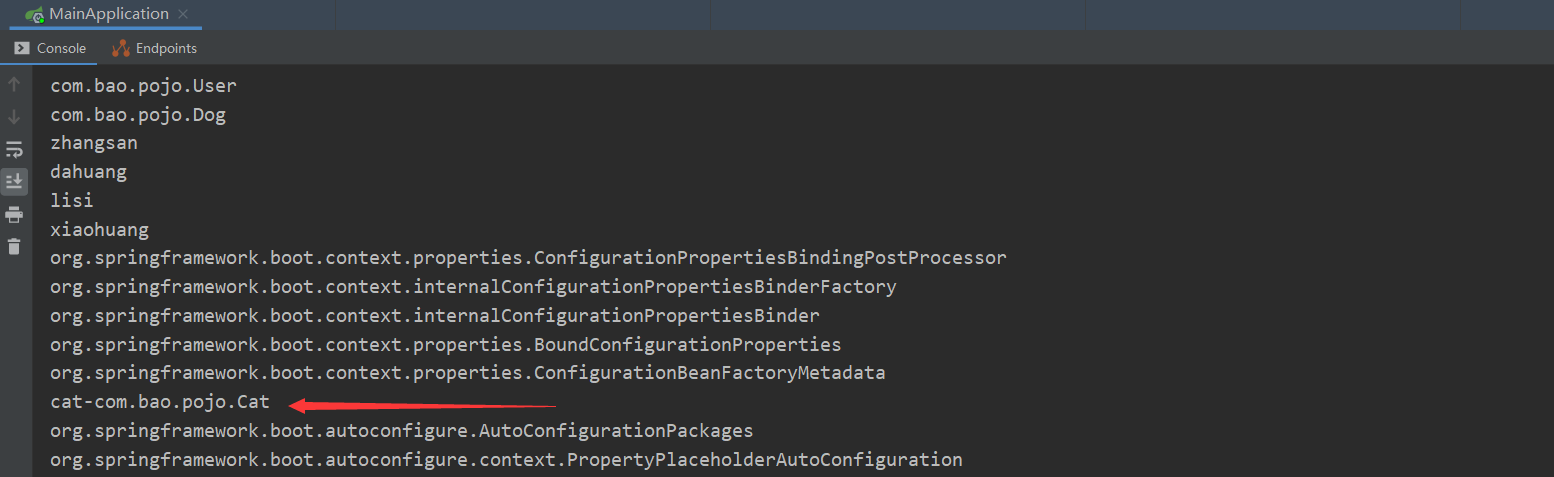 MainApplication
Console
Endpoints
com.bao.pojo.User
com.bao.pojo.Dog
zhangsan
dahuang
lisi
xiaohuang
org.springframework.boot.context.properties.ConfigurationPropertiesBindingPostProcessor
org.springframework.boot.context.internalConfigurationPropertiesBinderFactory
org.springframework.boot.context.internalConfigurationPropertiesBinder
org.springframework.boot.context.properties.BoundConfigurationProperties
org.springframework.boot.context.properties.ConfigurationBeanFactoryMetadata
cat-com.bao.pojo.Cat
org.springframework.boot.autoconfigure.AutoConfigurationPackages
org.springframework.boot.autoconfigure.context.PropertyPlaceholderAutoConfiguration